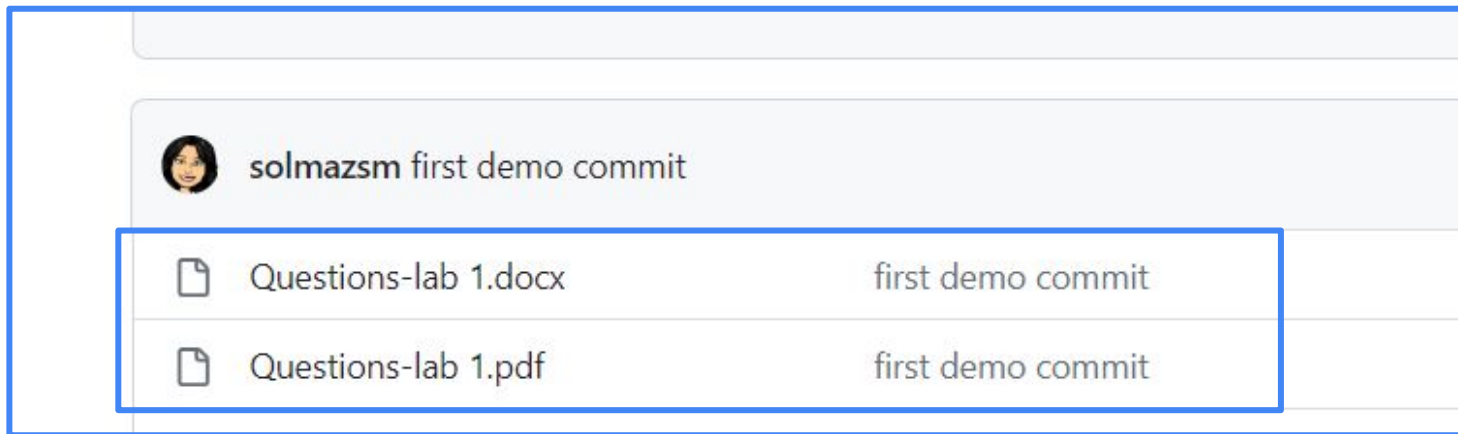 solmazsm first demo commit
Questions-lab 1.docx first demo commit
Questions-lab 1.pdf first demo commit